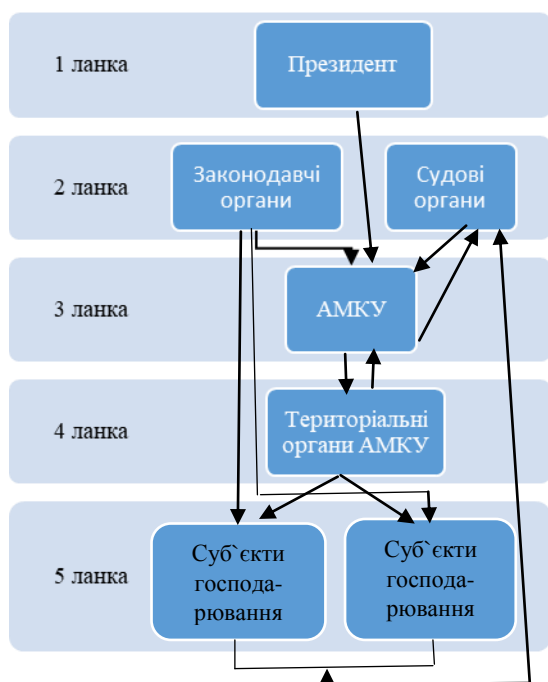 1 ланка
Президент
2 ланка
Законодавчі
органи
Судові
органи
3 ланка
АМКУ
4 ланка
Територіальні
органи АМКУ
5 ланка
Суб`єкти
господа-
рювання
Суб`єкти
господа-
рювання